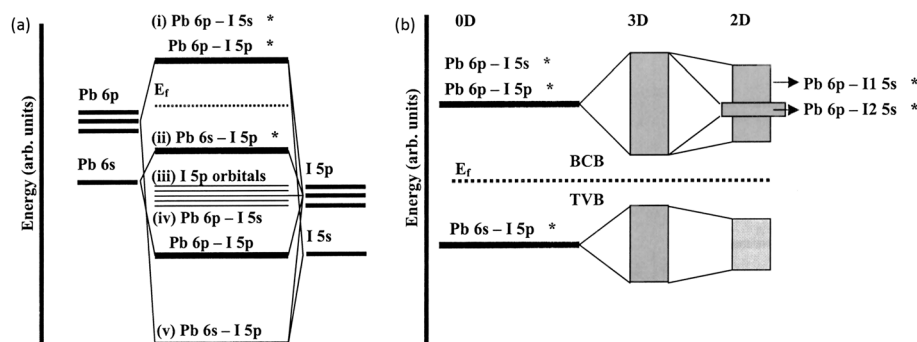 (a)
Energy (arb. units)
(i) Pb 6p – I 5s *
Pb 6p – I 5p *
E_f
Pb 6p
(ii) Pb 6s – I 5p *
Pb 6s
I 5p
(iii) I 5p orbitals
(iv) Pb 6p – I 5s
Pb 6p – I 5p
I 5s
(v) Pb 6s – I 5p
(b)
Energy (arb. units)
0D 3D 2D
Pb 6p – I 5s *
Pb 6p – I 5p *
Pb 6p – I1 5s *
Pb 6p – I2 5s *
BCB
E_f
TVB
Pb 6s – I 5p *